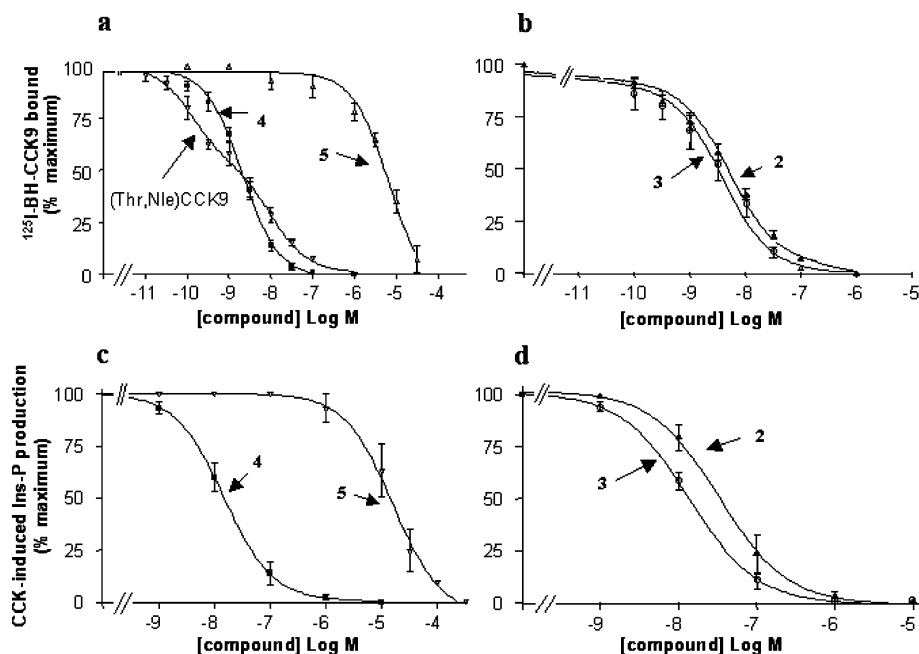 a
b
¹²⁵I-BH-CCK9 bound
(% maximum)
100
75
50
25
0
4
5
(Thr,Nle)CCK9
-11 -10 -9 -8 -7 -6 -5 -4
[compound] Log M
100
75
50
25
0
2
3
-11 -10 -9 -8 -7 -6 -5
[compound] Log M
c
d
CCK-induced Ins-P production
(% maximum)
100
75
50
25
0
4
5
-9 -8 -7 -6 -5 -4
[compound] Log M
100
75
50
25
0
2
3
-9 -8 -7 -6 -5
[compound] Log M